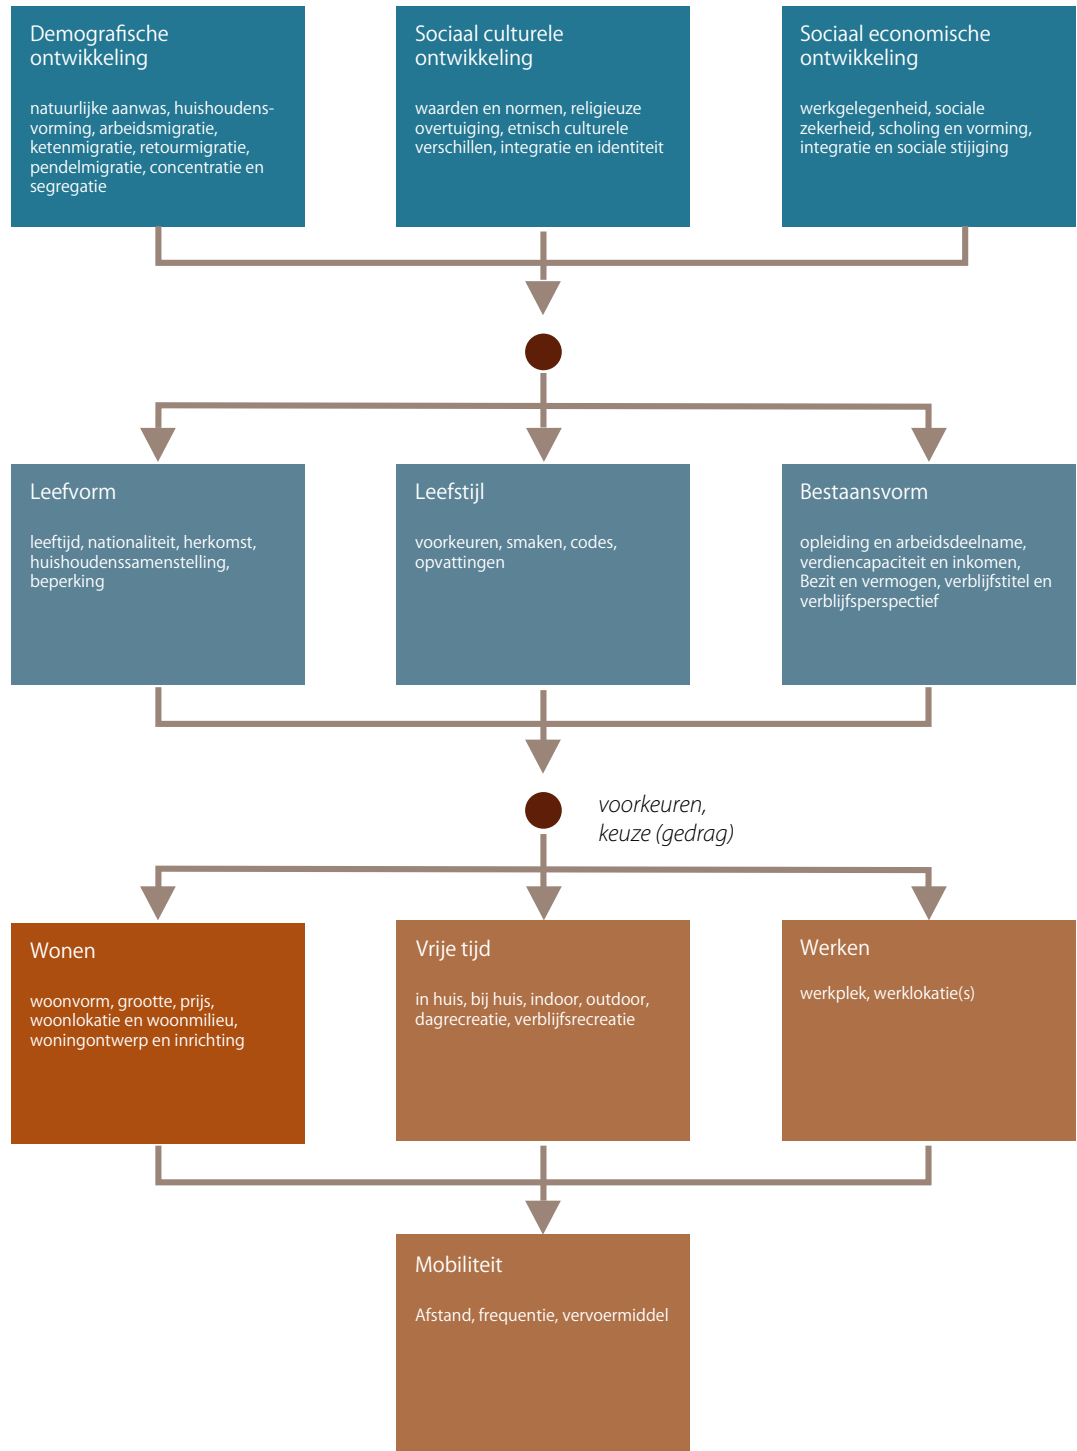 Demografische
ontwikkeling
natuurlijke aanwas, huishoudens-
vorming, arbeidsmigratie,
ketenmigratie, retourmigratie,
pendelmigratie, concentratie en
segregatie
Sociaal culturele
ontwikkeling
waarden en normen, religieuze
overtuiging, etnisch culturele
verschillen, integratie en identiteit
Sociaal economische
ontwikkeling
werkgelegenheid, sociale
zekerheid, scholing en vorming,
integratie en sociale stijiging
Leefvorm
leeftijd, nationaliteit, herkomst,
huishoudenssamenstelling,
beperking
Leefstijl
voorkeuren, smaken, codes,
opvattingen
Bestaansvorm
opleiding en arbeidsdeelname,
verdiencapaciteit en inkomen,
Bezit en vermogen, verblijfstitel en
verblijfsperspectief
voorkeuren,
keuze (gedrag)
Wonen
woonvorm, grootte, prijs,
woonlokatie en woonmilieu,
woningontwerp en inrichting
Vrije tijd
in huis, bij huis, indoor, outdoor,
dagrecreatie, verblijfsrecreatie
Werken
werkplek, werklokatie(s)
Mobiliteit
Afstand, frequentie, vervoermiddel